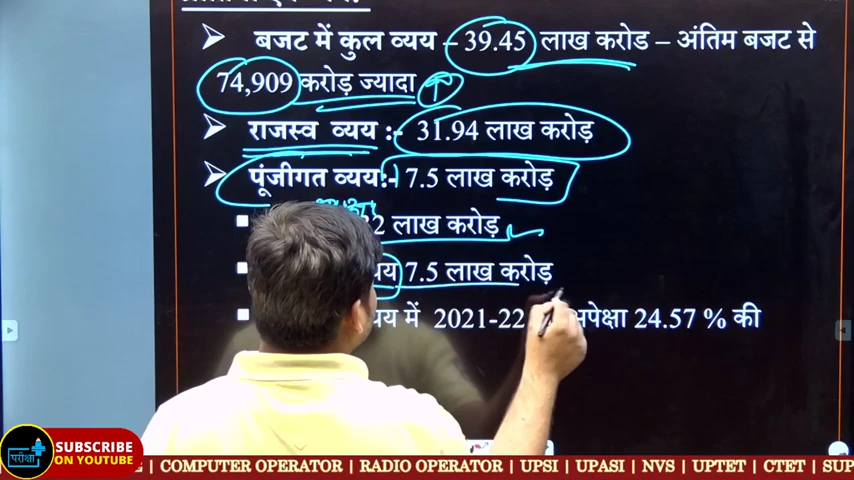 बजट में कुल व्यय – 39.45 लाख करोड – अंतिम बजट से
74,909 करोड़ ज्यादा
राजस्व व्यय :- 31.94 लाख करोड़
पूंजीगत व्यय:- 7.5 लाख करोड़
लाख करोड़
7.5 लाख करोड़
में 2021-22 24.57 % की
परीक्षा
SUBSCRIBE
ON YOUTUBE
| COMPUTER OPERATOR | RADIO OPERATOR | UPSI | UPASI | NVS | UPTET | CTET | SUP